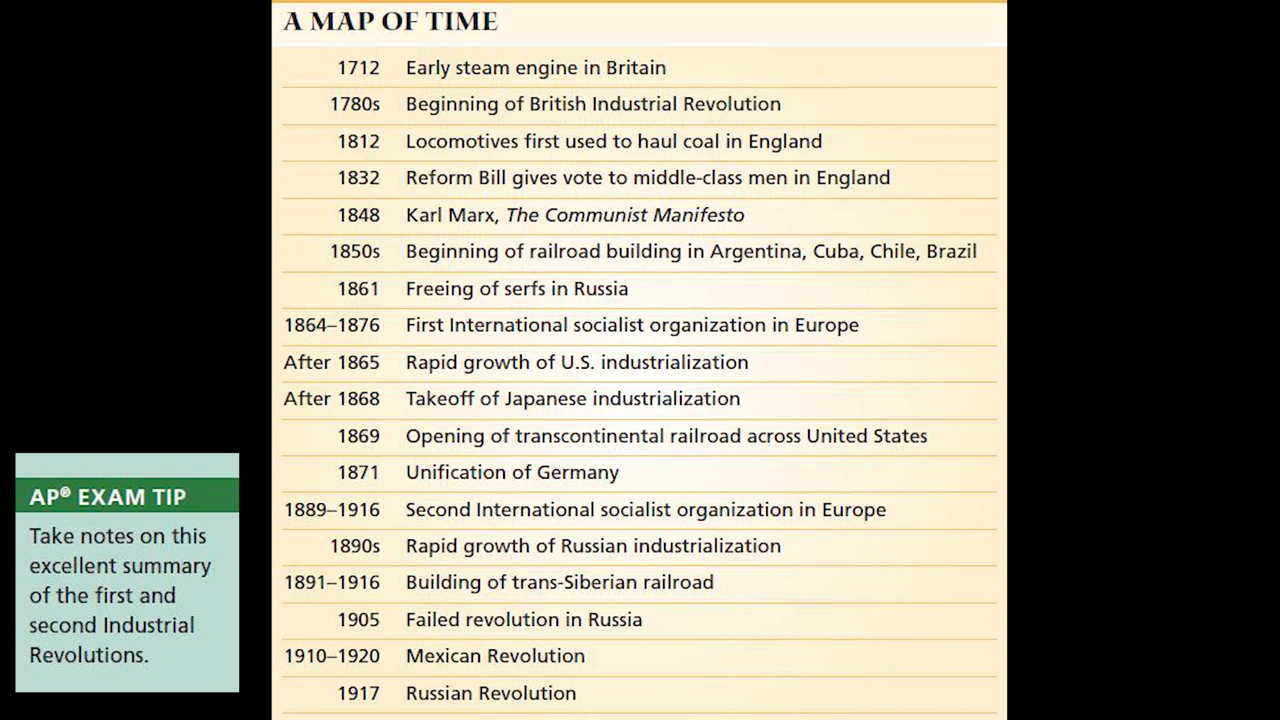 A MAP OF TIME
1712 Early steam engine in Britain
1780s Beginning of British Industrial Revolution
1812 Locomotives first used to haul coal in England
1832 Reform Bill gives vote to middle-class men in England
1848 Karl Marx, The Communist Manifesto
1850s Beginning of railroad building in Argentina, Cuba, Chile, Brazil
1861 Freeing of serfs in Russia
1864–1876 First International socialist organization in Europe
After 1865 Rapid growth of U.S. industrialization
After 1868 Takeoff of Japanese industrialization
1869 Opening of transcontinental railroad across United States
1871 Unification of Germany
1889–1916 Second International socialist organization in Europe
1890s Rapid growth of Russian industrialization
1891–1916 Building of trans-Siberian railroad
1905 Failed revolution in Russia
1910–1920 Mexican Revolution
1917 Russian Revolution
AP® EXAM TIP
Take notes on this
excellent summary
of the first and
second Industrial
Revolutions.